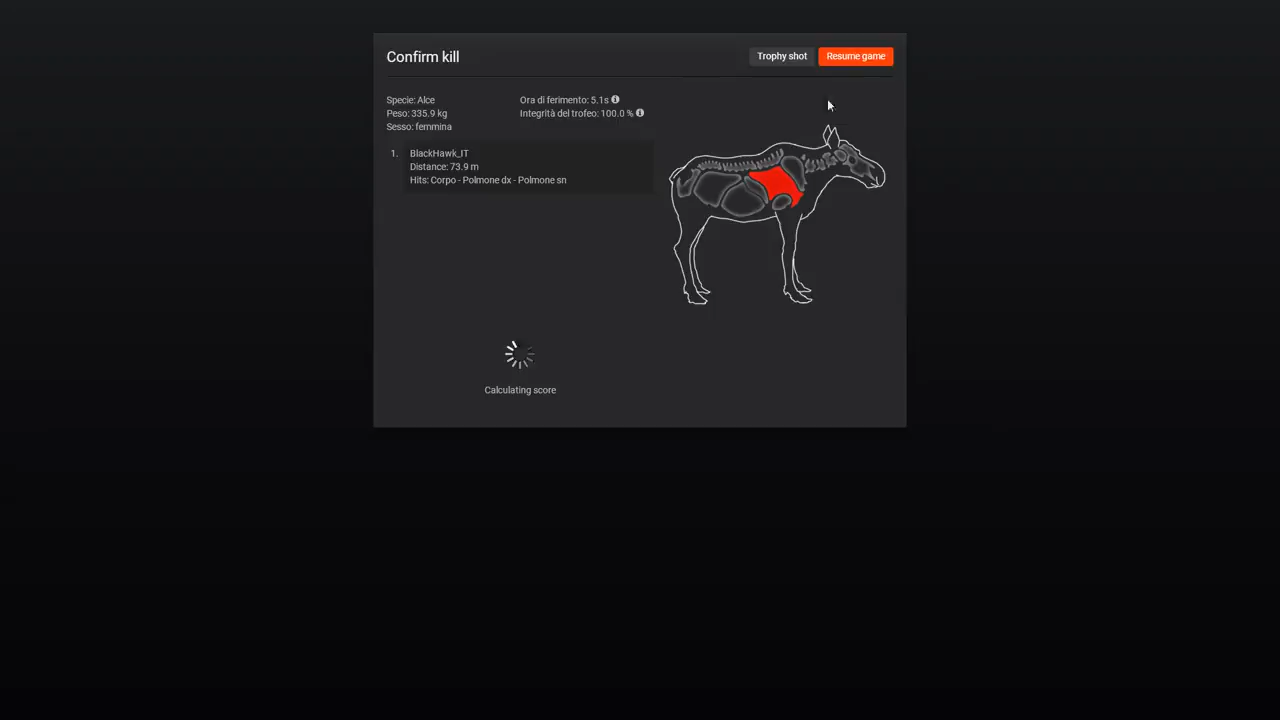 Confirm kill
Trophy shot
Resume game
Specie: Alce
Peso: 335.9 kg
Sesso: femmina
Ora di ferimento: 5.1s
Integrità del trofeo: 100.0 %
1. BlackHawk_IT
Distance: 73.9 m
Hits: Corpo - Polmone dx - Polmone sn
Calculating score